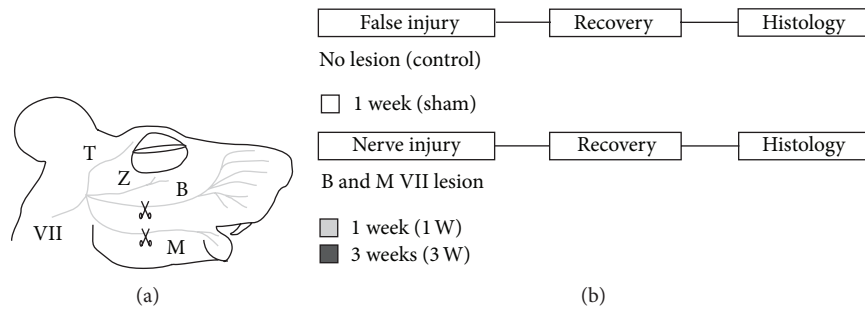 T
Z
B
VII
M
(a)
False injury Recovery Histology
No lesion (control)
1 week (sham)
Nerve injury Recovery Histology
B and M VII lesion
1 week (1 W)
3 weeks (3 W)
(b)